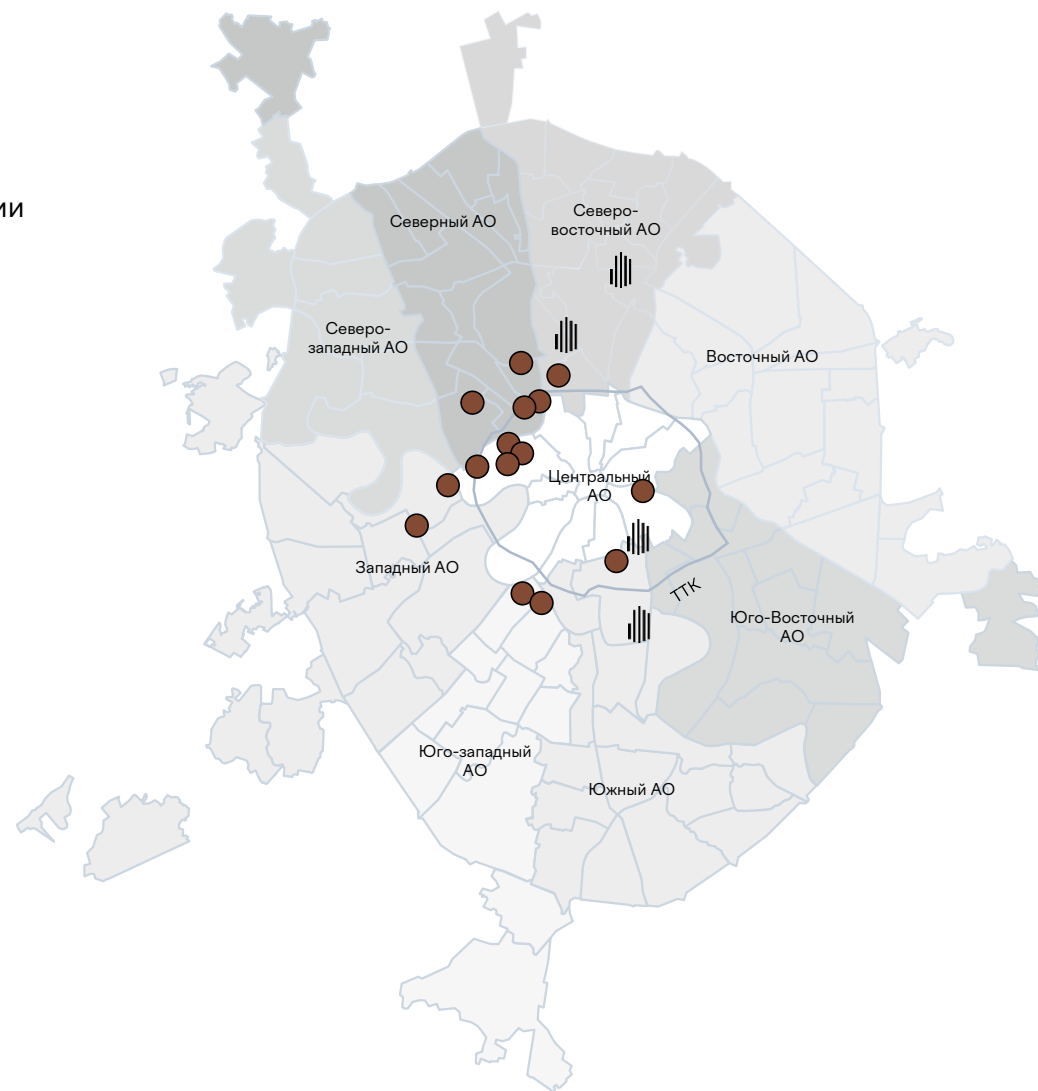 ии
Северный АО
Северо-
восточный АО
Северо-
западный АО
Восточный АО
Центральный
АО
Западный АО
ТТК
Юго-Восточный
АО
Юго-западный
АО
Южный АО